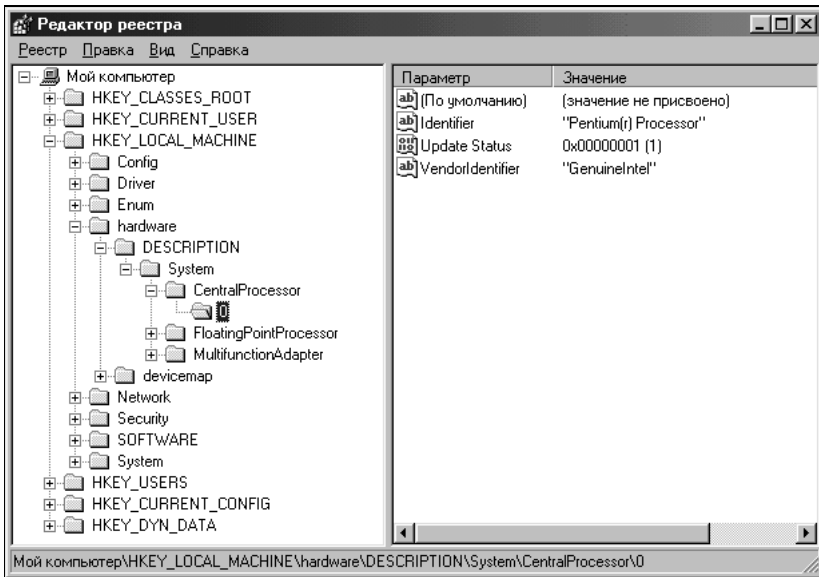 Редактор реестра
Реестр Правка Вид Справка
Мой компьютер
HKEY_CLASSES_ROOT
HKEY_CURRENT_USER
HKEY_LOCAL_MACHINE
Config
Driver
Enum
hardware
DESCRIPTION
System
CentralProcessor
0
FloatingPointProcessor
MultifunctionAdapter
devicemap
Network
Security
SOFTWARE
System
HKEY_USERS
HKEY_CURRENT_CONFIG
HKEY_DYN_DATA
Параметр Значение
(По умолчанию) (значение не присвоено)
Identifier "Pentium(r) Processor"
Update Status 0x00000001 (1)
VendorIdentifier "GenuineIntel"
Мой компьютер\HKEY_LOCAL_MACHINE\hardware\DESCRIPTION\System\CentralProcessor\0